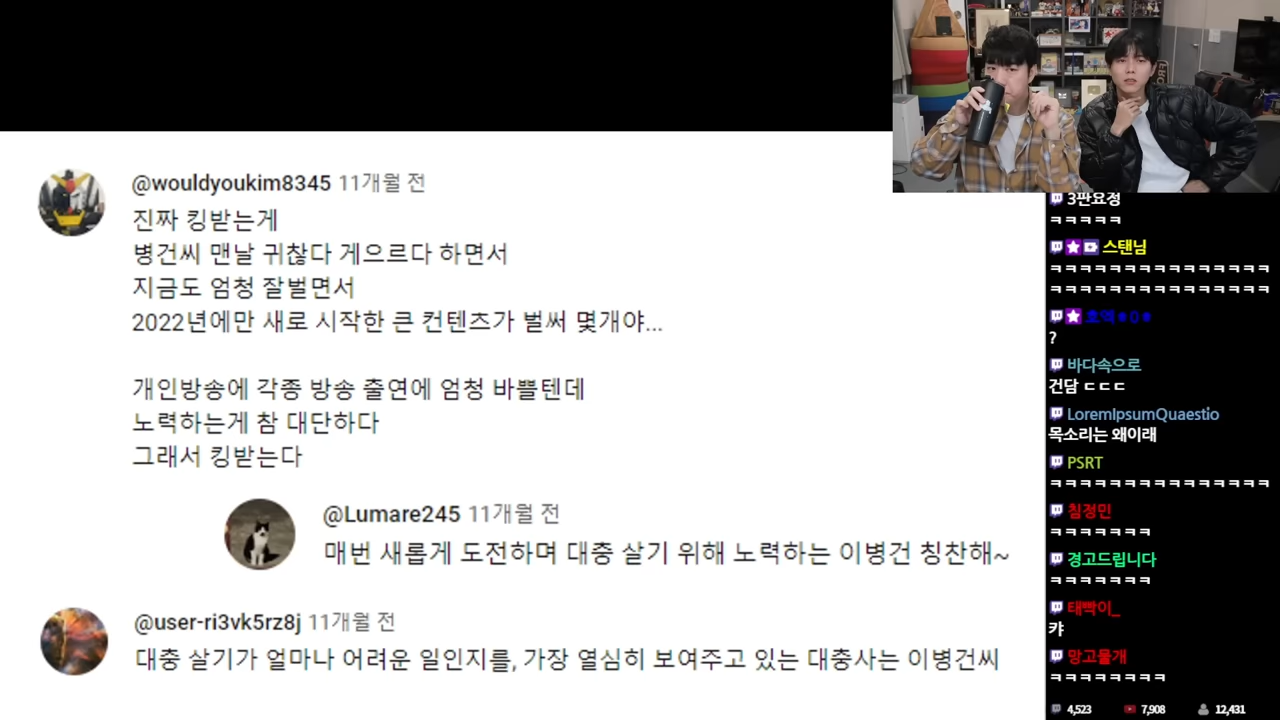 @wouldyoukim8345 11개월 전
진짜 킹받는게
병건씨 맨날 귀찮다 게으르다 하면서
지금도 엄청 잘벌면서
2022년에만 새로 시작한 큰 컨텐츠가 벌써 몇개야...
개인방송에 각종 방송 출연에 엄청 바쁠텐데
노력하는게 참 대단하다
그래서 킹받는다
@Lumare245 11개월 전
매번 새롭게 도전하며 대충 살기 위해 노력하는 이병건 칭찬해~
@user-ri3vk5rz8j 11개월 전
대충 살기가 얼마나 어려운 일인지를, 가장 열심히 보여주고 있는 대충사는 이병건씨
3판요정
ㅋㅋㅋㅋㅋ
스탠님
ㅋㅋㅋㅋㅋㅋㅋㅋㅋㅋㅋㅋㅋㅋㅋ
ㅋㅋㅋㅋㅋㅋㅋㅋㅋㅋㅋㅋㅋㅋㅋ
?
바다속으로
건담 ㄷㄷㄷ
LoremIpsumQuaestio
목소리는 왜이래
PSRT
ㅋㅋㅋㅋㅋㅋㅋㅋㅋㅋㅋㅋㅋㅋㅋ
침정민
ㅋㅋㅋㅋㅋㅋㅋ
경고드립니다
ㅋㅋㅋㅋㅋㅋㅋ
태빡이_
캬
망고물개
ㅋㅋㅋㅋㅋㅋㅋㅋ
4,523 7,908 12,431